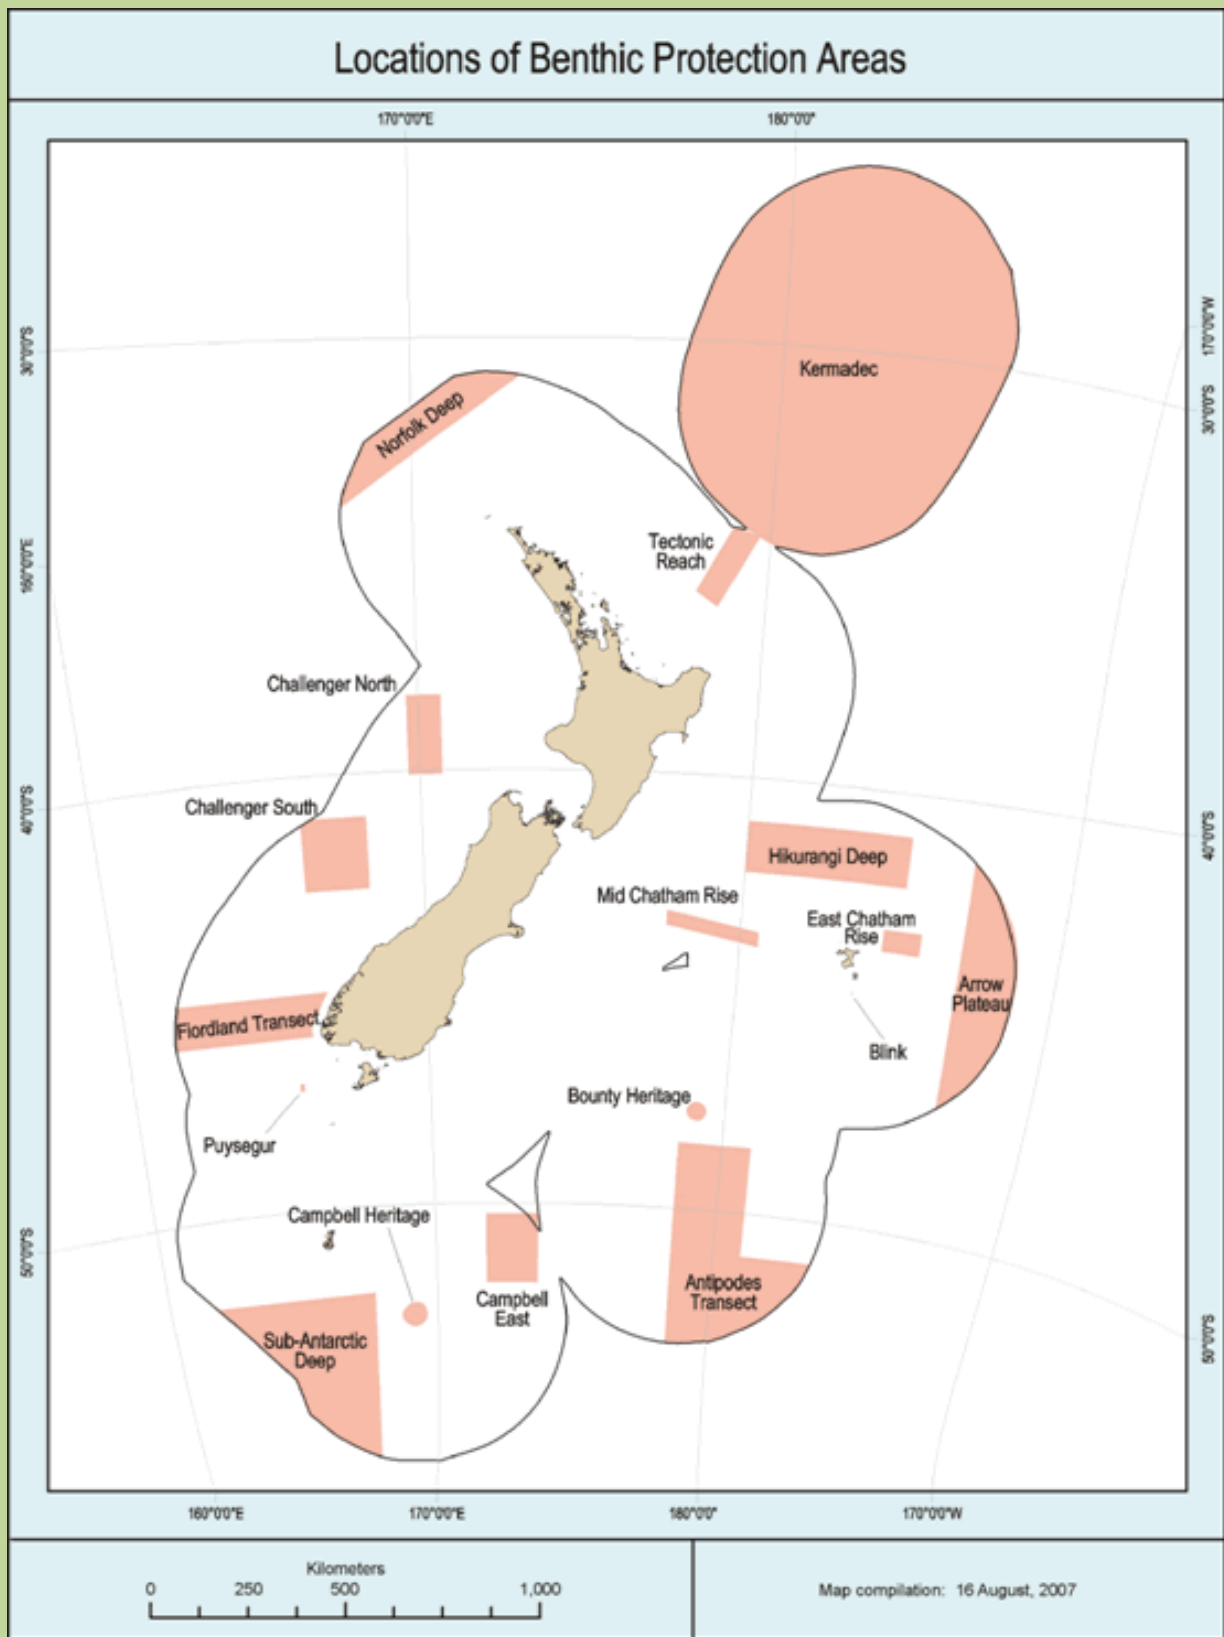 Locations of Benthic Protection Areas
170°0'0"E
180°0'0"
30°0'0"S
170°0'0"W
Kermadec
30°0'0"S
Norfolk Deep
Tectonic
Reach
160°0'0"E
Challenger North
Challenger South
40°0'0"S
40°0'0"S
Hikurangi Deep
Mid Chatham Rise
East Chatham
Rise
Arrow
Plateau
Fiordland Transect
Blink
Bounty Heritage
Puysegur
Campbell Heritage
50°0'0"S
Antipodes
Transect
Campbell
East
Sub-Antarctic
Deep
50°0'0"S
160°0'0"E
170°0'0"E
180°0'0"
170°0'0"W
Kilometers
0 250 500 1,000
Map compilation: 16 August, 2007